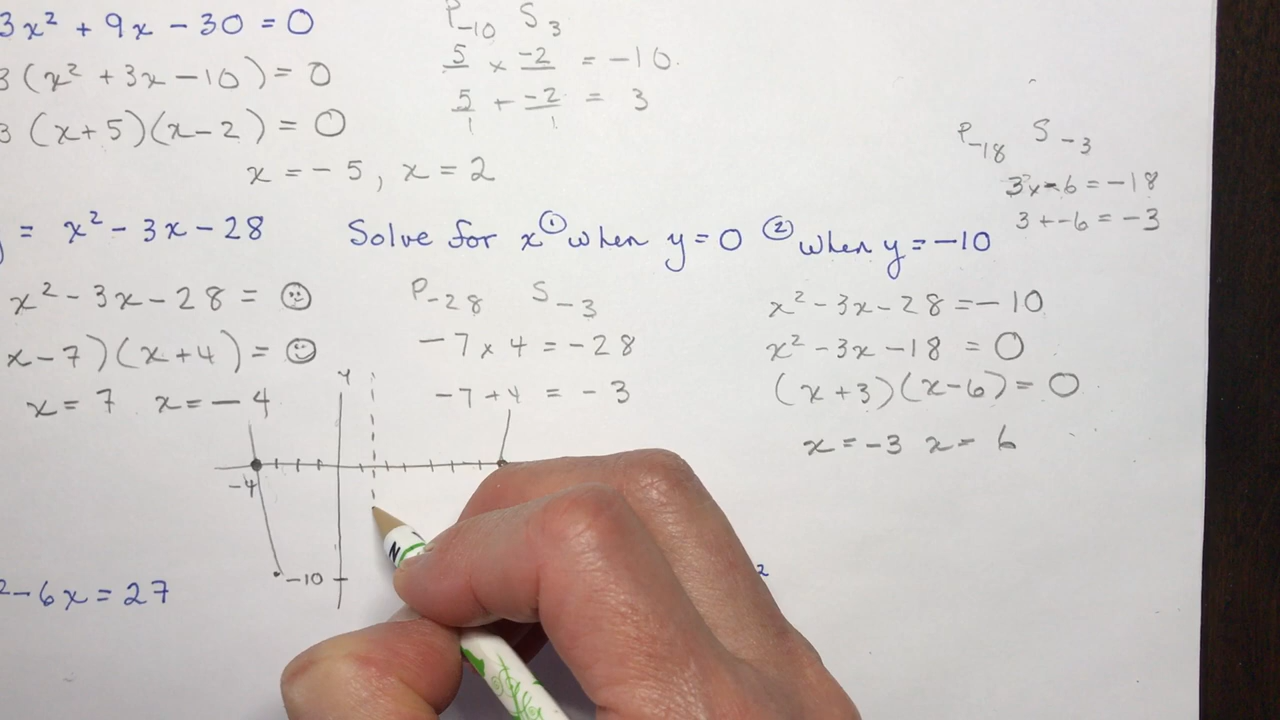 3x² + 9x - 30 = 0
3(x² + 3x - 10) = 0
3 (x+5)(x-2) = 0
x = -5, x = 2
P₋₁₀ S₃
5 × -2 = -10
5 + -2 = 3
P₋₁₈ S₋₃
3 x -6 = -18
3 + -6 = -3
= x² - 3x - 28 Solve for x ① when y = 0 ② when y = -10
x² - 3x - 28 = 0
x-7)(x+4) = 0
x = 7 x = -4
P₋₂₈ S₋₃
-7 x 4 = -28
-7 + 4 = -3
x² - 3x - 28 = -10
x² - 3x - 18 = 0
(x+3)(x-6) = 0
x = -3 x = 6
y
-4
-10
² - 6x = 27